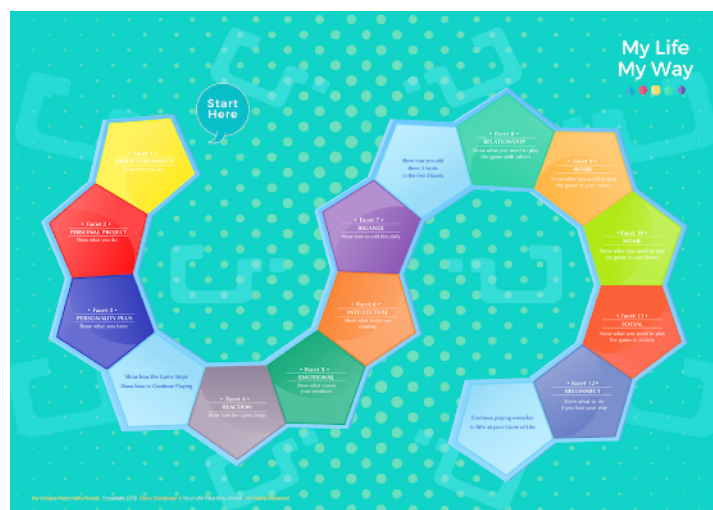 My Life
My Way
Start
Here
• Facet 1 •
• Facet 2 •
PERSONAL PROJECT
Show what you do
• Facet 3 •
PERSONALITY PLUS
Show what you have
Show how the Game Stops
Show how to Continue Playing
• Facet 4 •
REACTION
Show how the Game Stops
• Facet 5 •
EMOTIONAL
Show what
your emotions
• Facet 6 •
INTELLECTUAL
Show what
thinking
• Facet 7 •
BALANCE
Show how to add the
Show how you add
these 3 facets
to the first 3 facets
• Facet 8 •
RELATIONSHIP
Show what you need to play
the game with others
• Facet 9 •
WORK
Show what you need to play
the game in your career
• Facet 10 •
HOME
Show what you need to play
the game in your home
• Facet 11 •
SOCIAL
Show what you need to play
the game in society
• Facet 12 •
RECONNECT
Show what to do
if you lose your way
Continue playing everyday
to Win at your Game of Life